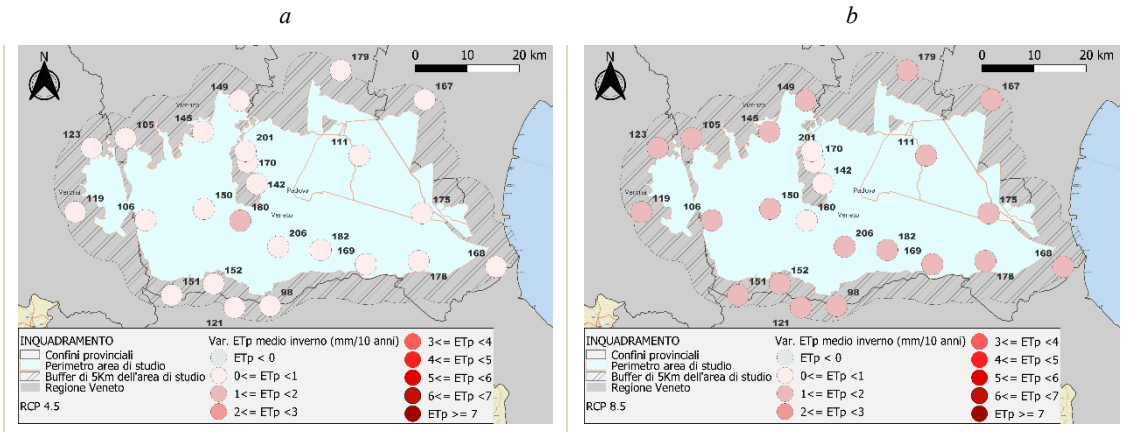 a
N
0 10 20 km
179
167
149
Vicenza
145
105
123
201
170
111
142
Verona
119
Padova
150
175
106
180
Veneto
206
182
169
168
178
152
151
98
121
INQUADRAMENTO
Confini provinciali
Perimetro area di studio
Buffer di 5Km dell'area di studio
Regione Veneto
RCP 4.5
Var. ETp medio inverno (mm/10 anni)
ETp < 0
0<= ETp <1
1<= ETp <2
2<= ETp <3
3<= ETp <4
4<= ETp <5
5<= ETp <6
6<= ETp <7
ETp >= 7
b
N
0 10 20 km
179
167
149
Vicenza
145
105
123
201
170
111
142
Verona
119
Padova
150
175
106
180
Veneto
206
182
169
168
178
152
151
98
121
INQUADRAMENTO
Confini provinciali
Perimetro area di studio
Buffer di 5Km dell'area di studio
Regione Veneto
RCP 8.5
Var. ETp medio inverno (mm/10 anni)
ETp < 0
0<= ETp <1
1<= ETp <2
2<= ETp <3
3<= ETp <4
4<= ETp <5
5<= ETp <6
6<= ETp <7
ETp >= 7